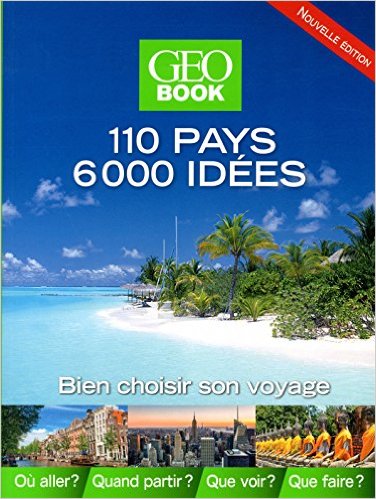 NOUVELLE ÉDITION
GEO
BOOK
110 PAYS
6 000 IDÉES
Bien choisir son voyage
Où aller? Quand partir? Que voir? Que faire?